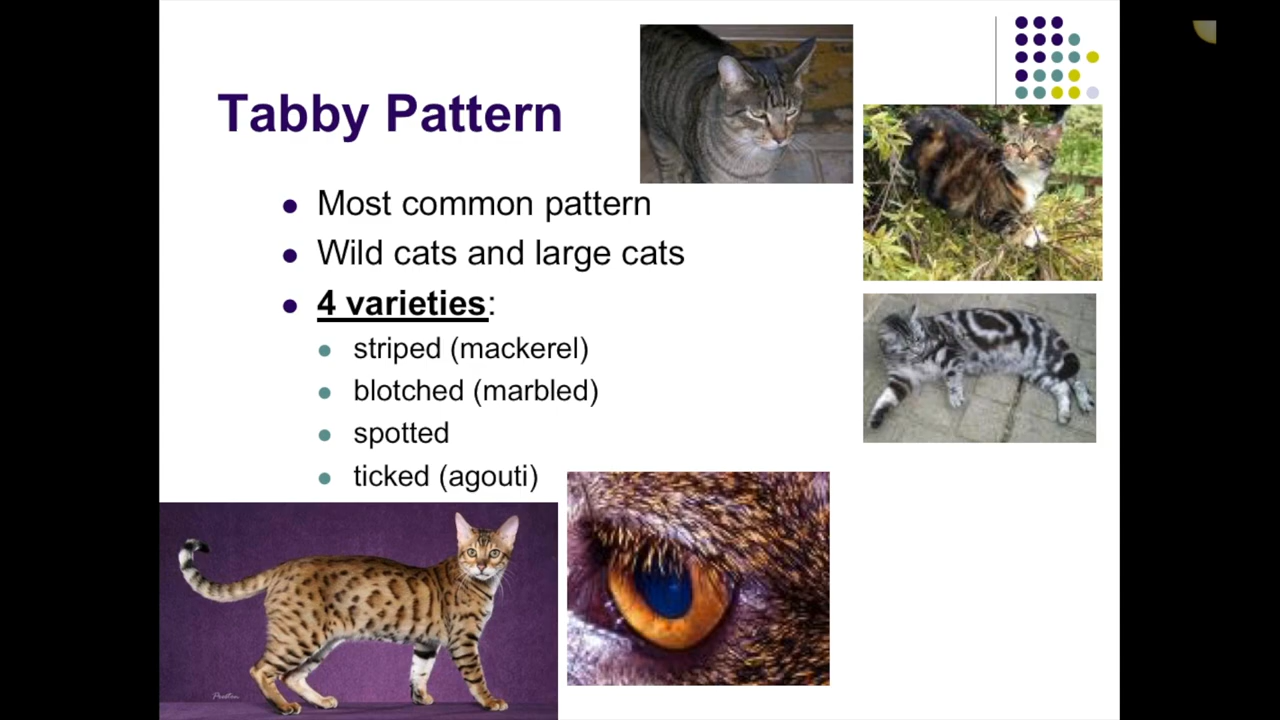 Tabby Pattern
Most common pattern
Wild cats and large cats
4 varieties:
striped (mackerel)
blotched (marbled)
spotted
ticked (agouti)